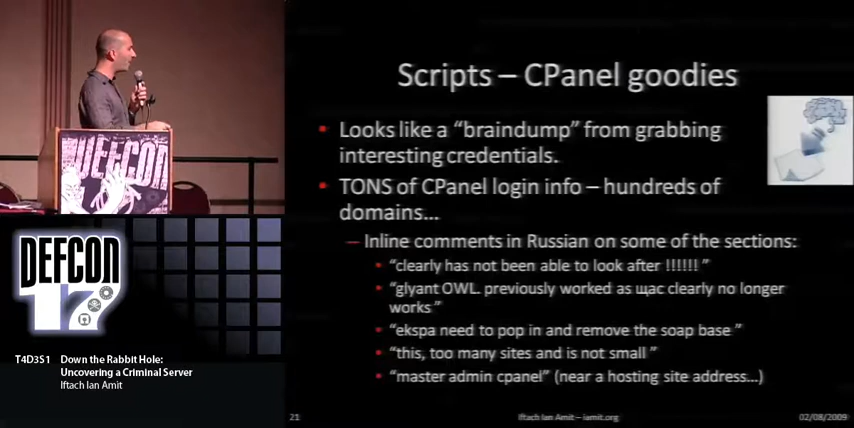 Scripts – CPanel goodies
Looks like a “braindump” from grabbing
interesting credentials.
TONS of CPanel login info – hundreds of
domains…
– Inline comments in Russian on some of the sections:
“clearly has not been able to look after !!!!!! ”
“glyant OWL. previously worked as щас clearly no longer
works ”
“ekspa need to pop in and remove the soap base ”
“this, too many sites and is not small ”
“master admin cpanel” (near a hosting site address…)
21
Iftach Ian Amit – iamit.org
02/08/2009
DEFCON
DEFCON
17
T4D3S1 Down the Rabbit Hole:
Uncovering a Criminal Server
Iftach Ian Amit